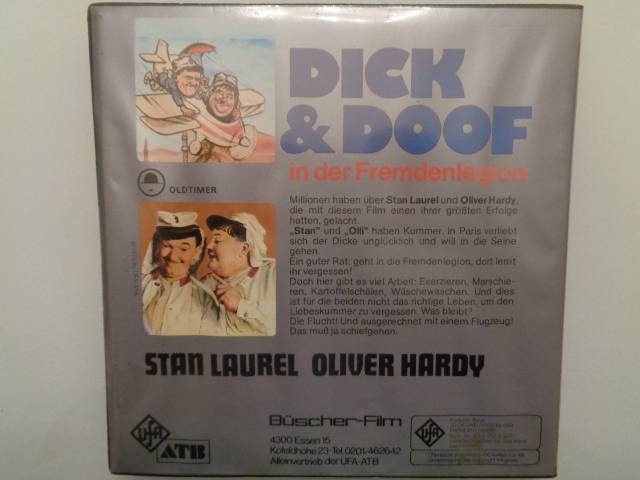 DICK
& DOOF
in der Fremdenlegion
OLDTIMER
Millionen haben über Stan Laurel und Oliver Hardy,
die mit diesem Film einen ihrer größten Erfolge
hatten, gelacht.
„Stan" und „Olli" haben Kummer. In Paris verliebt
sich der Dicke unglücklich und will in die Seine
gehen.
Ein guter Rat: geht in die Fremdenlegion, dort lernt
ihr vergessen!
Doch hier gibt es viel Arbeit: Exerzieren, Marschie-
ren, Kartoffelschälen, Wäschewaschen. Und dies
ist für die beiden nicht das richtige Leben, um den
Liebeskummer zu vergessen. Was bleibt?
Die Flucht! Und ausgerechnet mit einem Flugzeug!
Das muß ja schiefgehen.
STAN LAUREL OLIVER HARDY
UFA
ATB
Büscher-Film
4300 Essen 15
Kofeldhöhe 23·Tel. 0201/462642
Alleinvertrieb der UFA-ATB
UFA